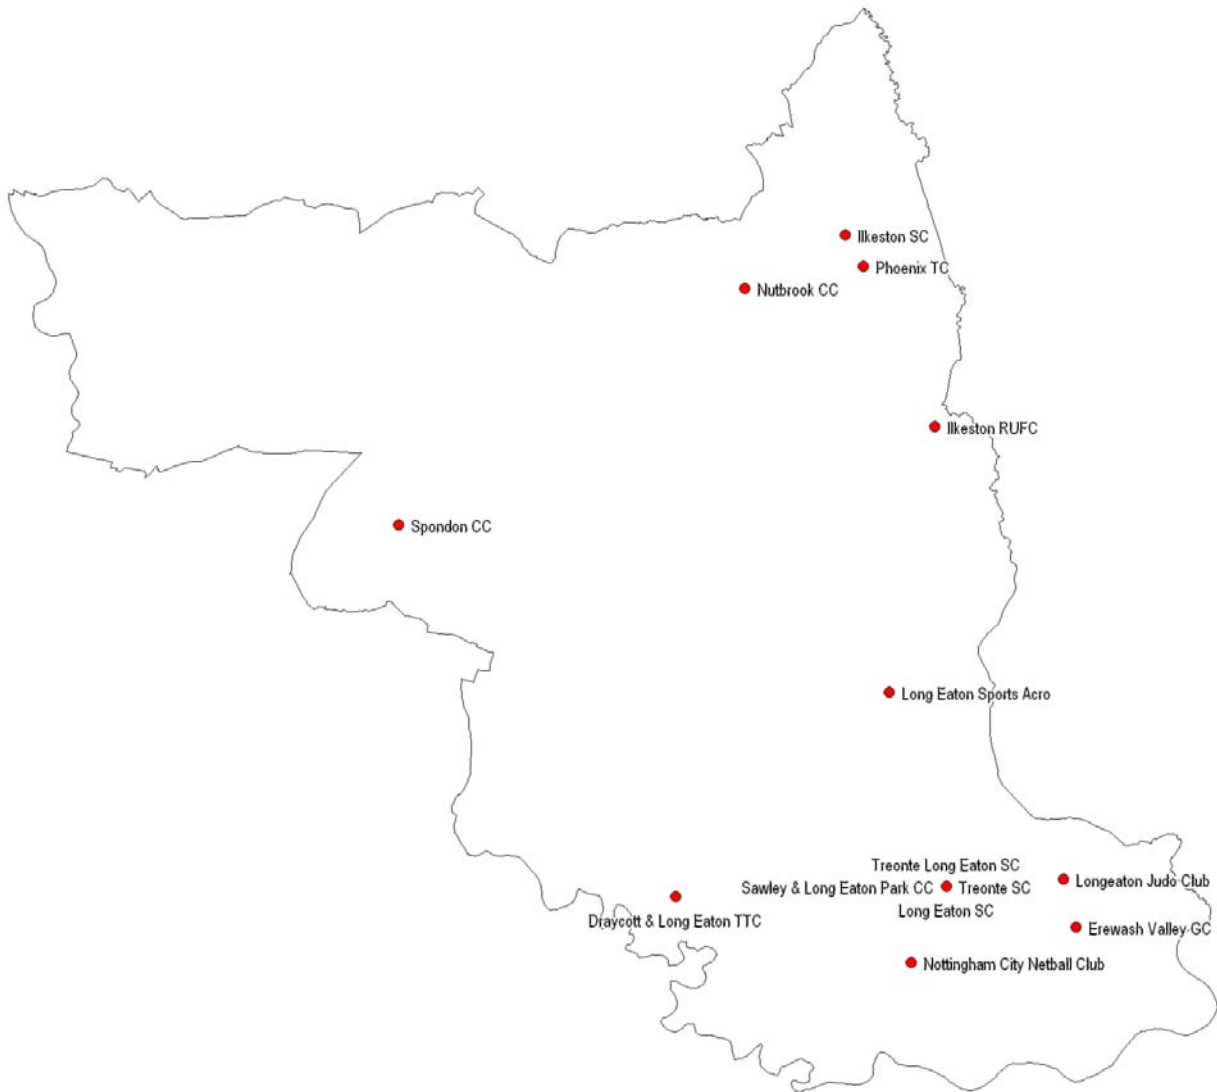 Ilkeston SC
Phoenix TC
Nutbrook CC
Ilkeston RUFC
Spondon CC
Long Eaton Sports Acro
Treonte Long Eaton SC
Sawley & Long Eaton Park CC
Treonte SC
Long Eaton SC
Longeaton Judo Club
Draycott & Long Eaton TTC
Erewash Valley GC
Nottingham City Netball Club